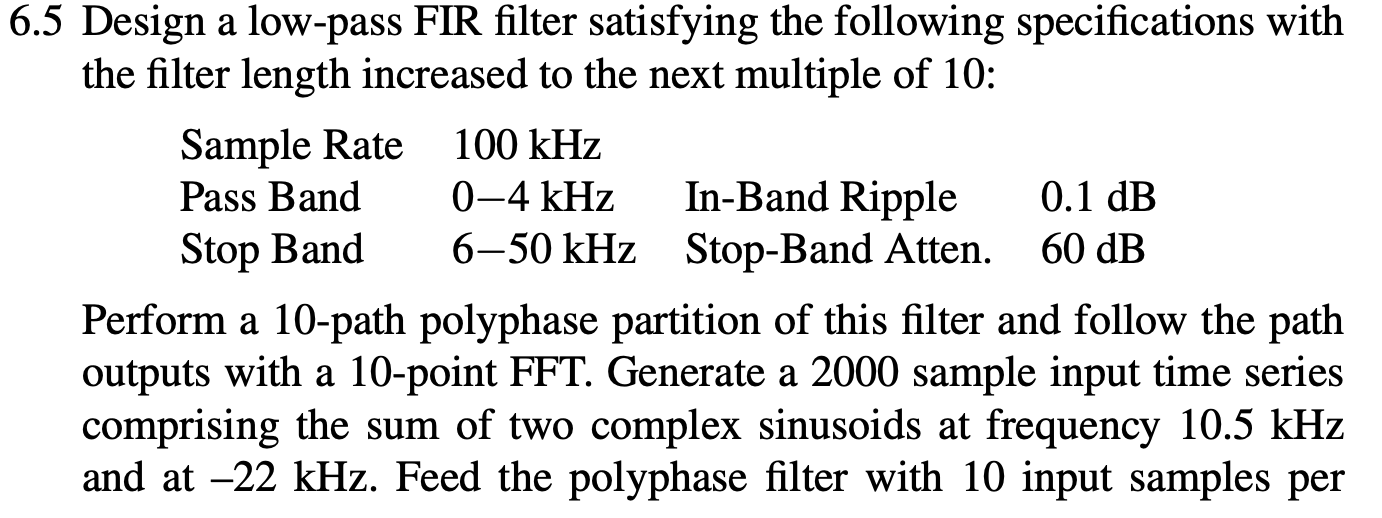 6.5 Design a low-pass FIR filter satisfying the following specifications with
the filter length increased to the next multiple of 10:
Sample Rate 100 kHz
Pass Band 0–4 kHz In-Band Ripple 0.1 dB
Stop Band 6–50 kHz Stop-Band Atten. 60 dB
Perform a 10-path polyphase partition of this filter and follow the path
outputs with a 10-point FFT. Generate a 2000 sample input time series
comprising the sum of two complex sinusoids at frequency 10.5 kHz
and at –22 kHz. Feed the polyphase filter with 10 input samples per